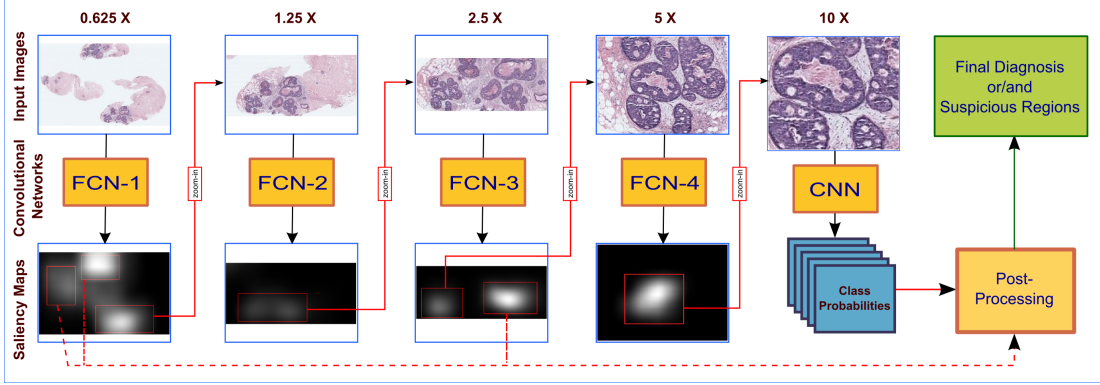 0.625 X
1.25 X
2.5 X
5 X
10 X
Input Images
Final Diagnosis
or/and
Suspicious Regions
Convolutional
Networks
FCN-1
zoom-in
FCN-2
zoom-in
FCN-3
zoom-in
FCN-4
zoom-in
CNN
Saliency Maps
Class
Probabilities
Post-
Processing